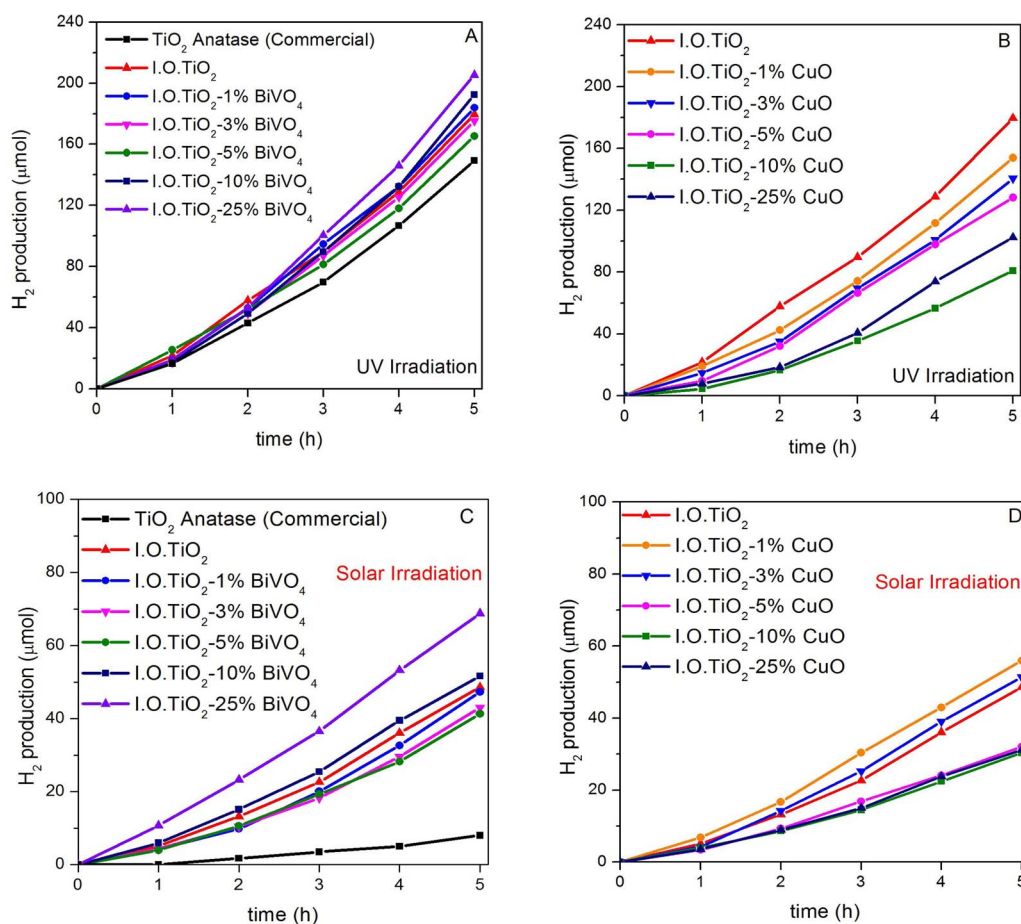 A
TiO₂ Anatase (Commercial)
I.O.TiO₂
I.O.TiO₂-1% BiVO₄
I.O.TiO₂-3% BiVO₄
I.O.TiO₂-5% BiVO₄
I.O.TiO₂-10% BiVO₄
I.O.TiO₂-25% BiVO₄
UV Irradiation
H₂ production (μmol)
240
200
160
120
80
40
0
0 1 2 3 4 5
time (h)
B
I.O.TiO₂
I.O.TiO₂-1% CuO
I.O.TiO₂-3% CuO
I.O.TiO₂-5% CuO
I.O.TiO₂-10% CuO
I.O.TiO₂-25% CuO
UV Irradiation
H₂ production (μmol)
240
200
160
120
80
40
0
0 1 2 3 4 5
time (h)
C
TiO₂ Anatase (Commercial)
I.O.TiO₂
I.O.TiO₂-1% BiVO₄
I.O.TiO₂-3% BiVO₄
I.O.TiO₂-5% BiVO₄
I.O.TiO₂-10% BiVO₄
I.O.TiO₂-25% BiVO₄
Solar Irradiation
H₂ production (μmol)
100
80
60
40
20
0
0 1 2 3 4 5
time (h)
D
I.O.TiO₂
I.O.TiO₂-1% CuO
I.O.TiO₂-3% CuO
I.O.TiO₂-5% CuO
I.O.TiO₂-10% CuO
I.O.TiO₂-25% CuO
Solar Irradiation
H₂ production (μmol)
100
80
60
40
20
0
0 1 2 3 4 5
time (h)